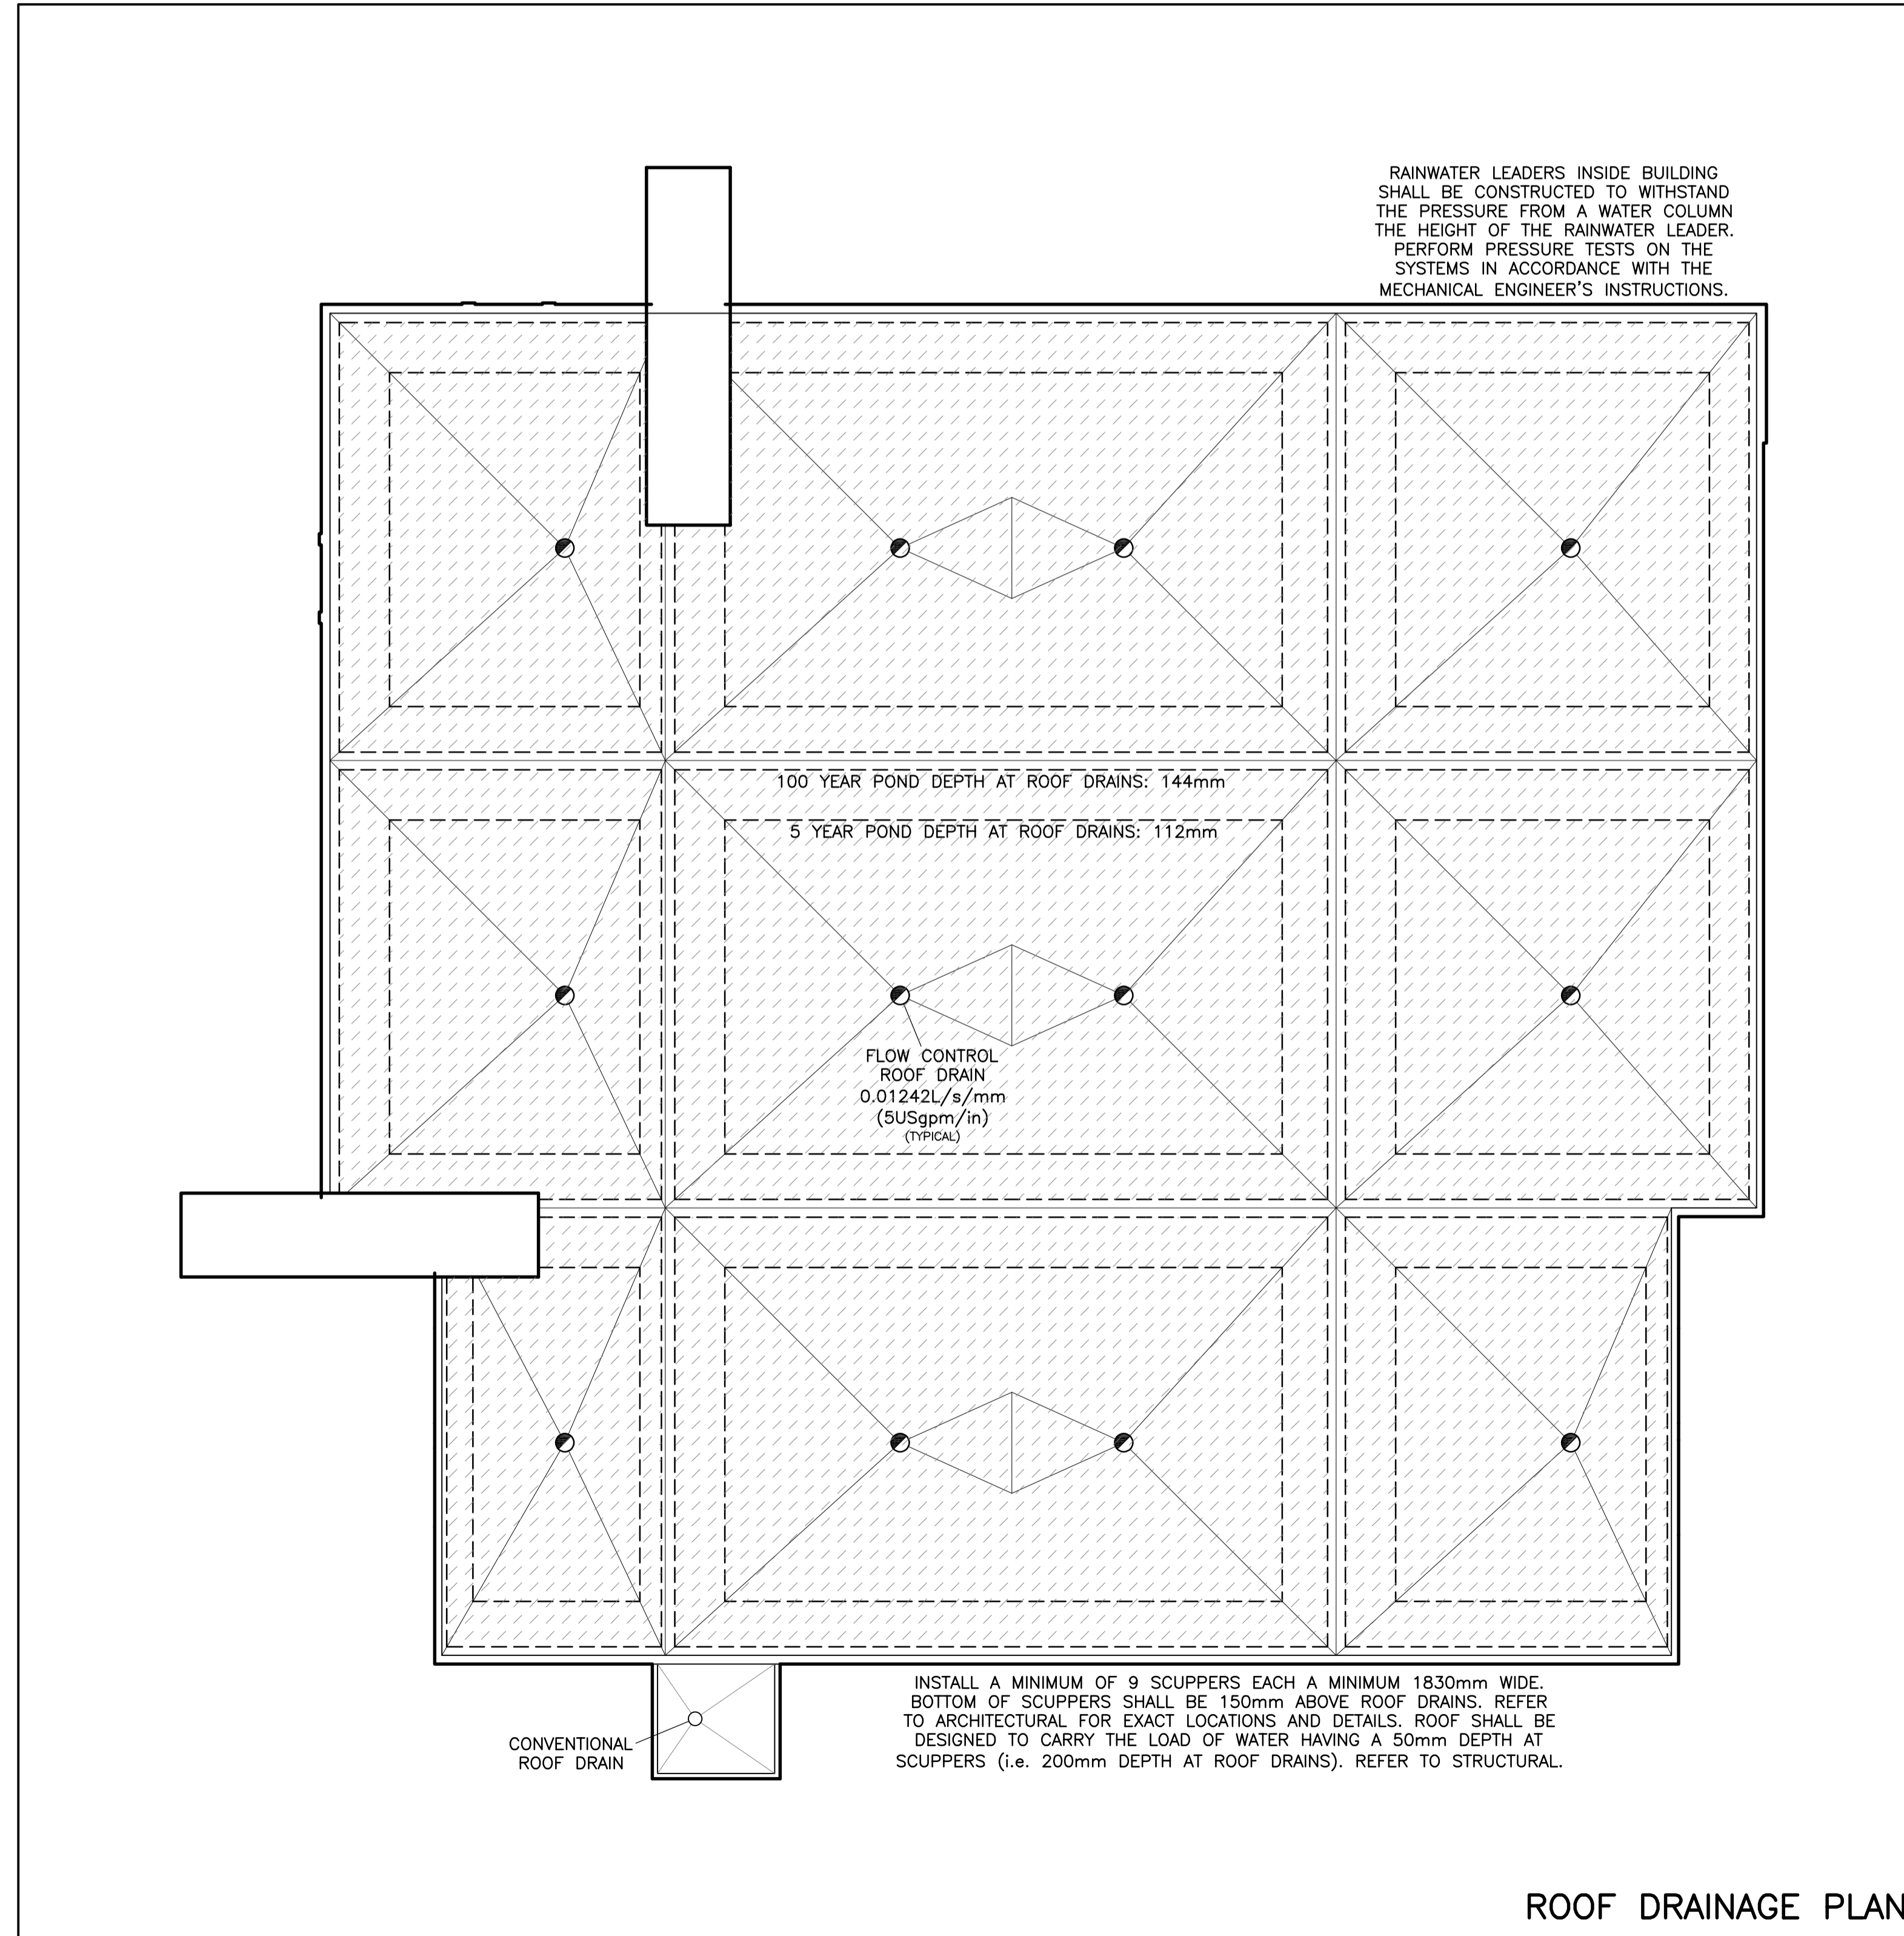 RAINWATER LEADERS INSIDE BUILDING
SHALL BE CONSTRUCTED TO WITHSTAND
THE PRESSURE FROM A WATER COLUMN
THE HEIGHT OF THE RAINWATER LEADER.
PERFORM PRESSURE TESTS ON THE
SYSTEMS IN ACCORDANCE WITH THE
MECHANICAL ENGINEER'S INSTRUCTIONS.
100 YEAR POND DEPTH AT ROOF DRAINS: 144mm
5 YEAR POND DEPTH AT ROOF DRAINS: 112mm
FLOW CONTROL
ROOF DRAIN
0.01242L/s/mm
(5USgpm/in)
(TYPICAL)
INSTALL A MINIMUM OF 9 SCUPPERS EACH A MINIMUM 1830mm WIDE.
BOTTOM OF SCUPPERS SHALL BE 150mm ABOVE ROOF DRAINS. REFER
TO ARCHITECTURAL FOR EXACT LOCATIONS AND DETAILS. ROOF SHALL BE
DESIGNED TO CARRY THE LOAD OF WATER HAVING A 50mm DEPTH AT
SCUPPERS (i.e. 200mm DEPTH AT ROOF DRAINS). REFER TO STRUCTURAL.
CONVENTIONAL
ROOF DRAIN
ROOF DRAINAGE PLAN